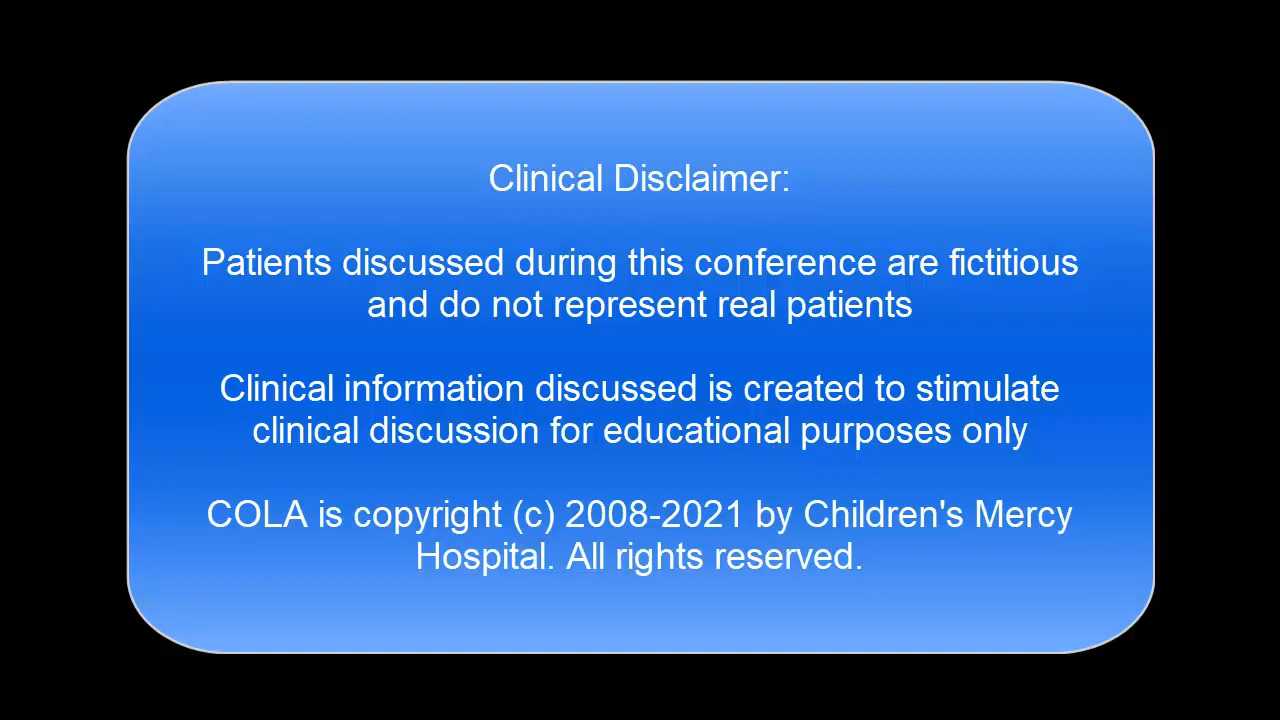 Clinical Disclaimer:
Patients discussed during this conference are fictitious
and do not represent real patients
Clinical information discussed is created to stimulate
clinical discussion for educational purposes only
COLA is copyright (c) 2008-2021 by Children's Mercy
Hospital. All rights reserved.